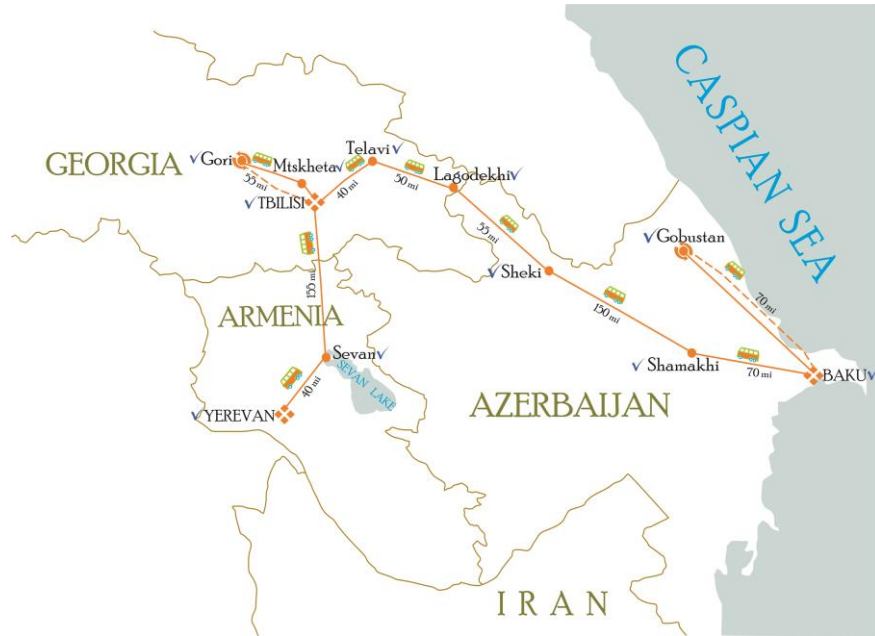 CASPIAN SEA
GEORGIA
Gori
55 mi
Mtskheta
TBILISI
Telavi
40 mi
50 mi
Lagodekhi
55 mi
Sheki
Gobustan
70 mi
155 mi
ARMENIA
150 mi
Sevan
SEVAN LAKE
40 mi
YEREVAN
Shamakhi
70 mi
BAKU
AZERBAIJAN
IRAN